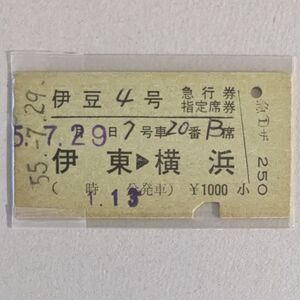 55.-7.29.
伊豆4号 急行券 指定席券
5.-7.29 月 日 7号車20番B席
伊東▶横浜
( 時 分発車) ¥1000 小
1.13
250